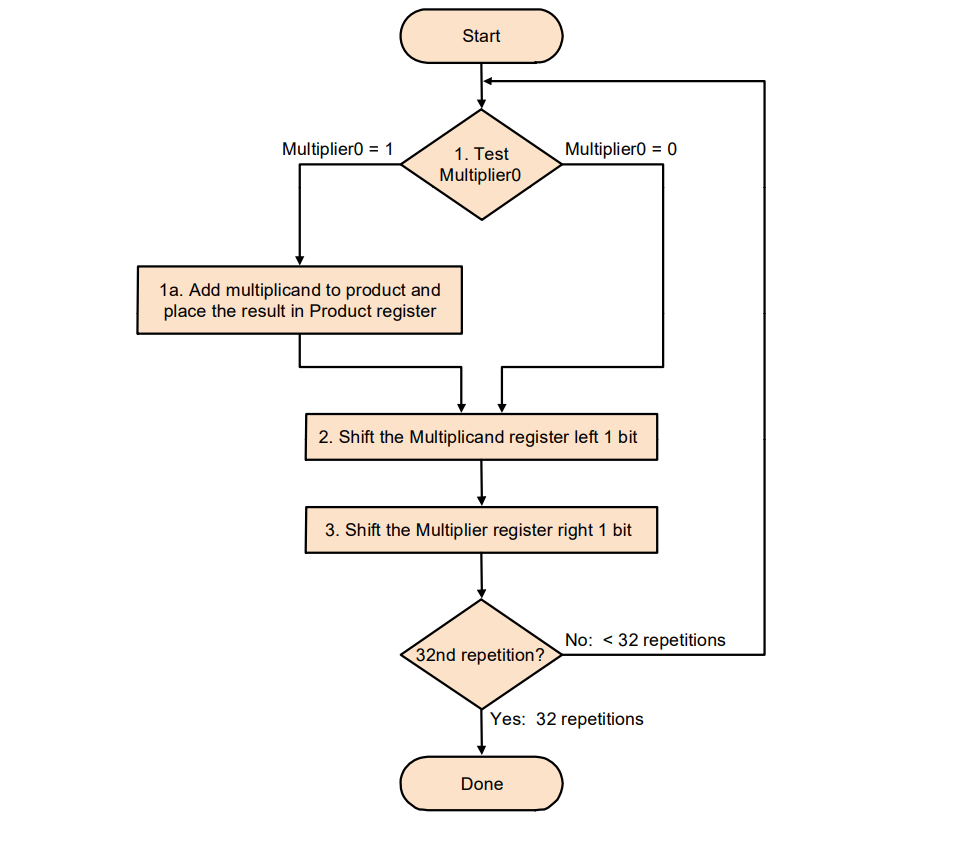 Start
Multiplier0 = 1
1. Test
Multiplier0
Multiplier0 = 0
1a. Add multiplicand to product and
place the result in Product register
2. Shift the Multiplicand register left 1 bit
3. Shift the Multiplier register right 1 bit
32nd repetition?
No:  < 32 repetitions
Yes:  32 repetitions
Done